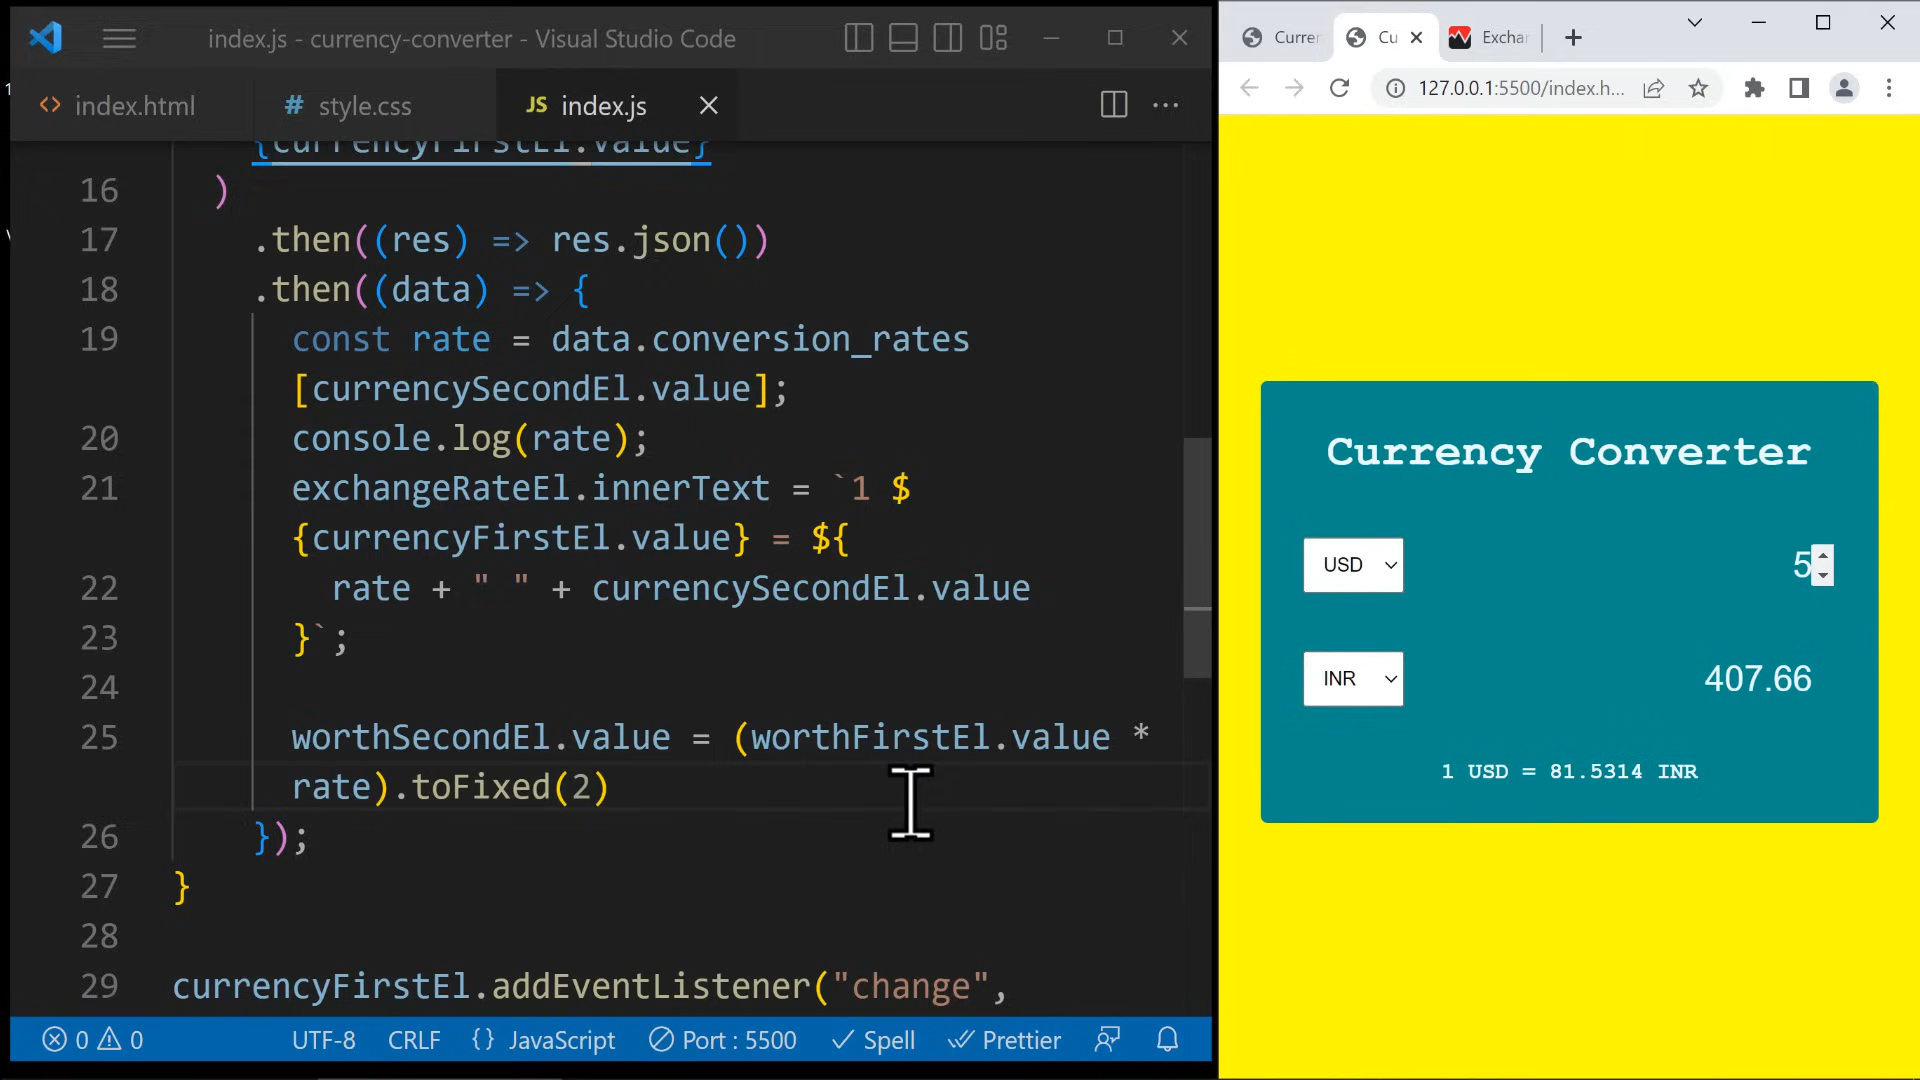 index.js - currency-converter - Visual Studio Code
index.html
style.css
JS index.js
{currencyFirstEl.value}
16 )
17 .then((res) => res.json())
18 .then((data) => {
19 const rate = data.conversion_rates
[currencySecondEl.value];
20 console.log(rate);
21 exchangeRateEl.innerText = `1 $
{currencyFirstEl.value} = ${
22 rate + " " + currencySecondEl.value
23 }`;
24
25 worthSecondEl.value = (worthFirstEl.value *
rate).toFixed(2)
26 });
27 }
28
29 currencyFirstEl.addEventListener("change",
0 0 UTF-8 CRLF {} JavaScript Port : 5500 Spell Prettier
Curre
Cu
Excha
127.0.0.1:5500/index.h...
Currency Converter
USD 5
INR 407.66
1 USD = 81.5314 INR